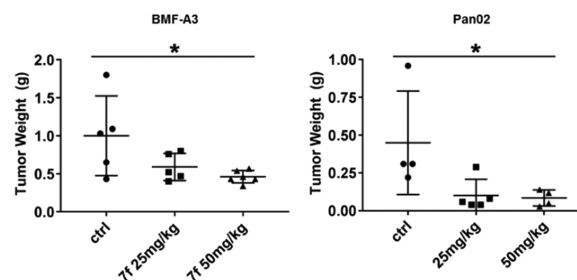 BMF-A3
*
Tumor Weight (g)
2.0
1.5
1.0
0.5
0.0
ctrl
7f 25mg/kg
7f 50mg/kg
Pan02
*
Tumor Weight (g)
1.00
0.75
0.50
0.25
0.00
ctrl
25mg/kg
50mg/kg